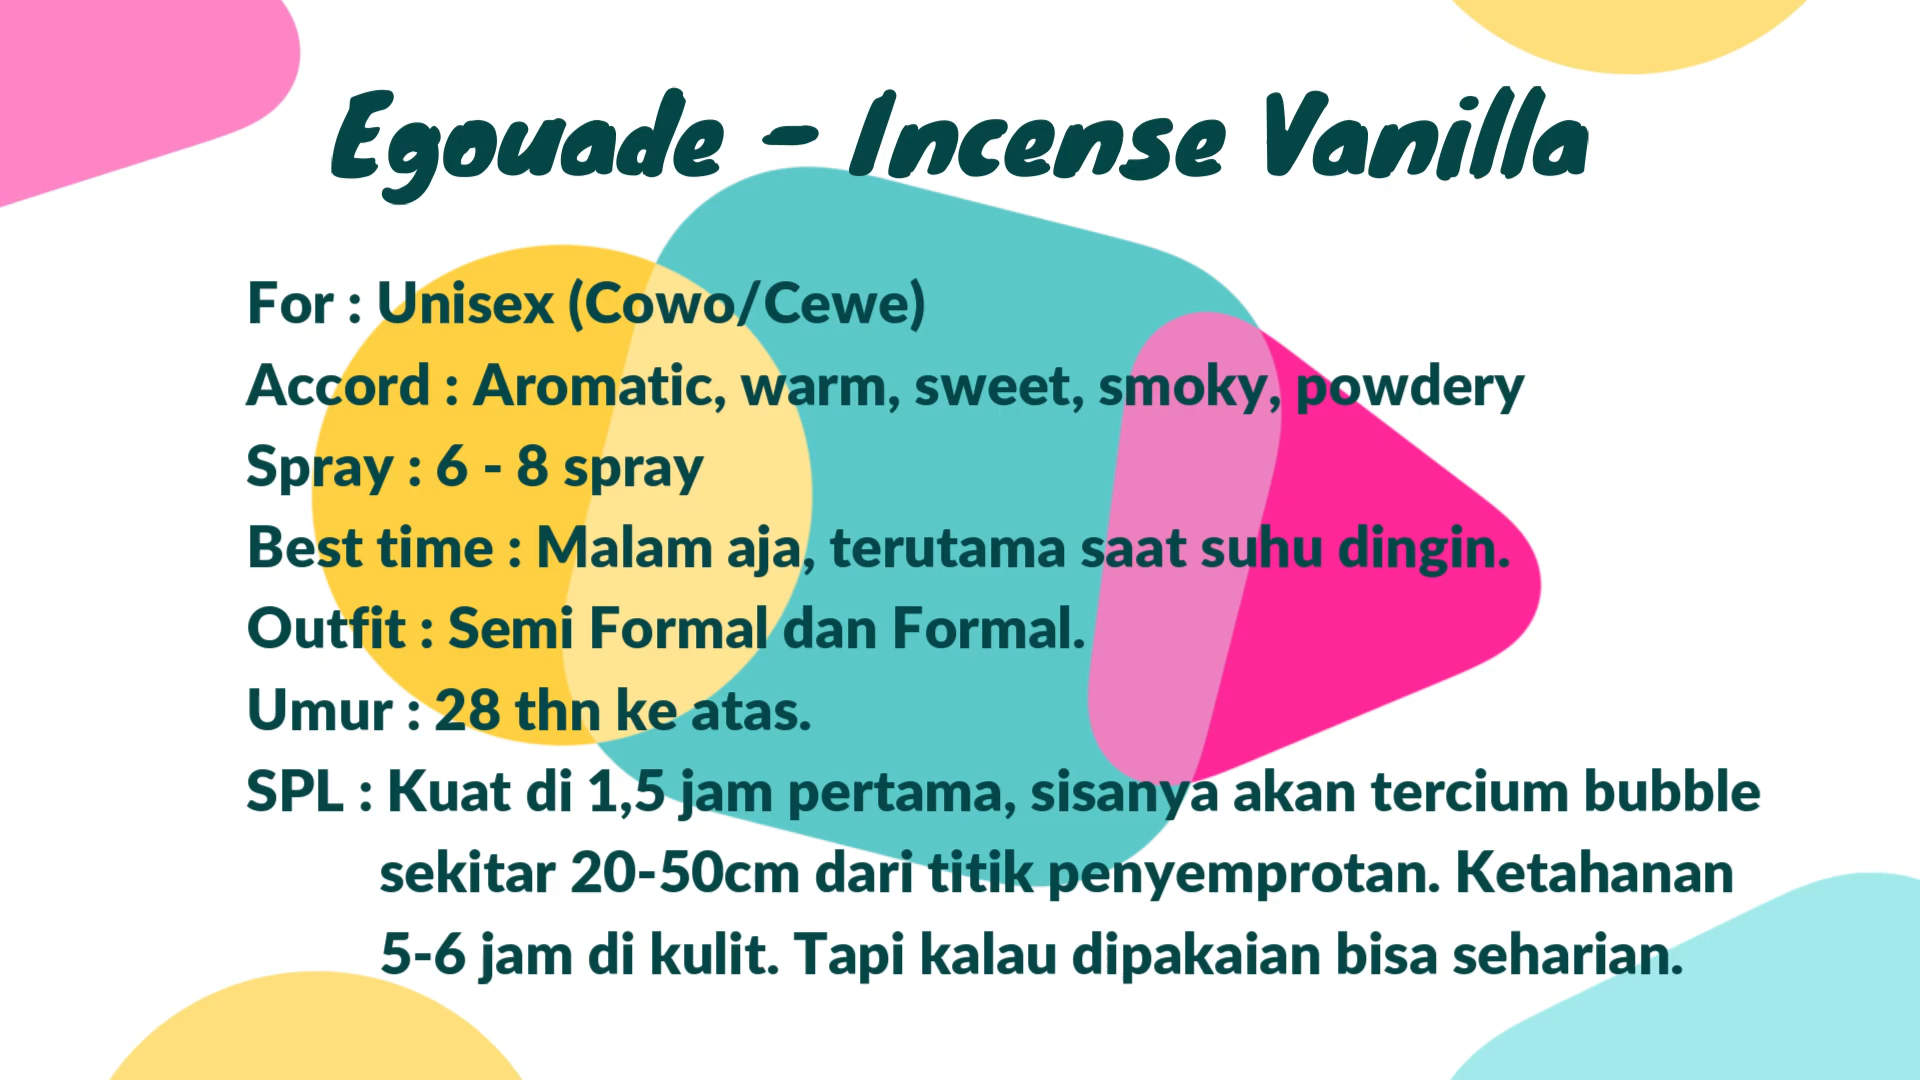 Egouade - Incense Vanilla
For : Unisex (Cowo/Cewe)
Accord : Aromatic, warm, sweet, smoky, powdery
Spray : 6 - 8 spray
Best time : Malam aja, terutama saat suhu dingin.
Outfit : Semi Formal dan Formal.
Umur : 28 thn ke atas.
SPL : Kuat di 1,5 jam pertama, sisanya akan tercium bubble
sekitar 20-50cm dari titik penyemprotan. Ketahanan
5-6 jam di kulit. Tapi kalau dipakaian bisa seharian.